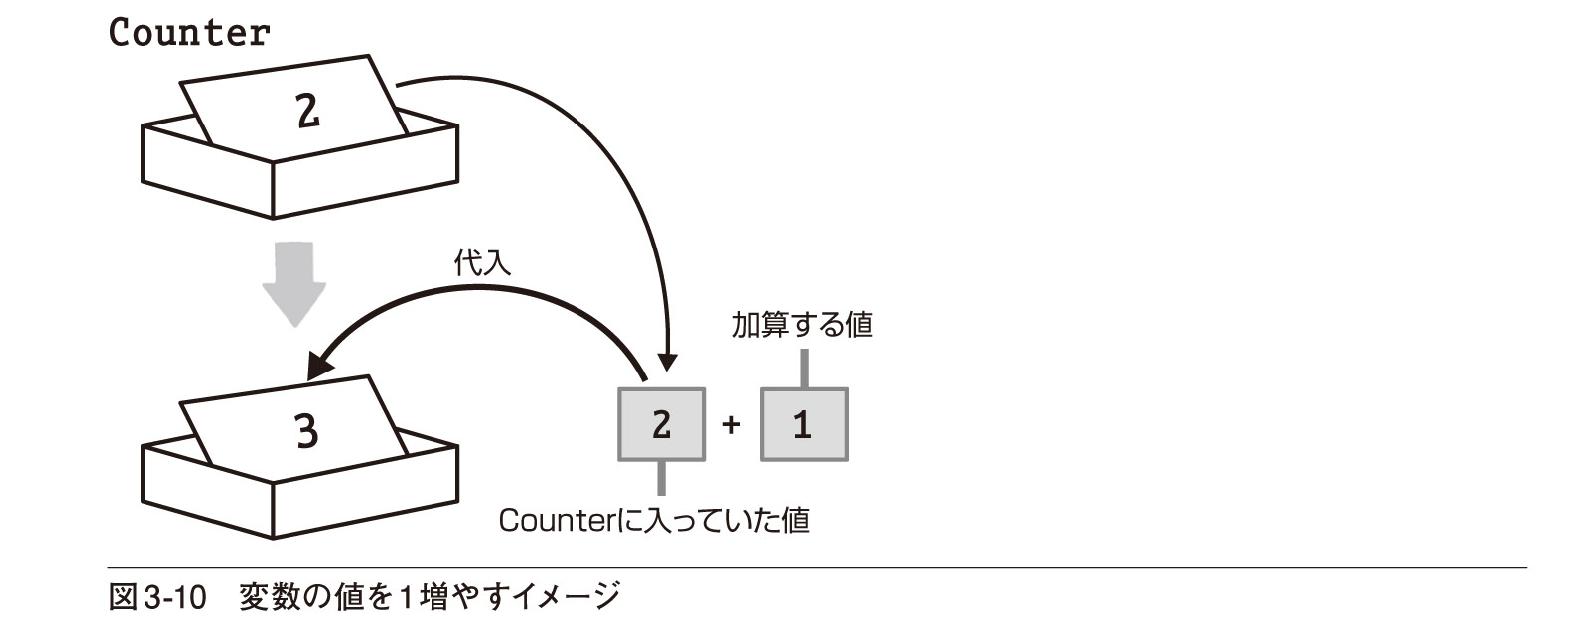 Counter
2
代入
加算する値
3
2 + 1
Counterに入っていた値
図3-10 変数の値を1増やすイメージ